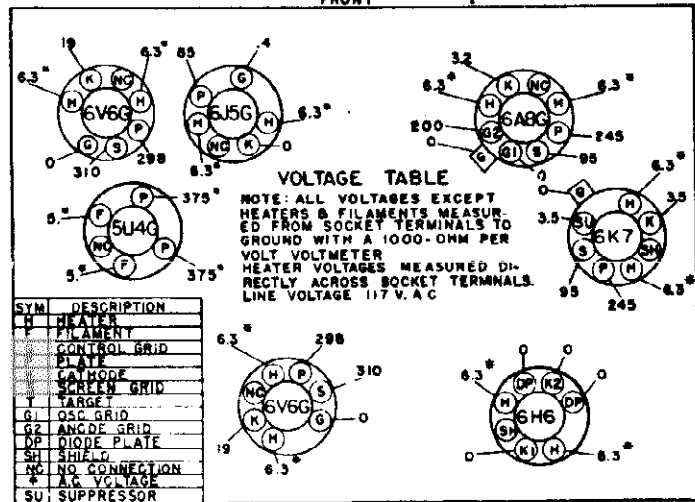 FRONT
19
6.3*
K
NC
6.3*
H
H
6V6G
P
G
S
0
310
298
85
.4
G
P
6J5G
H
H
6.3*
NC
K
6.3*
0
3.2
6.3*
K
NC
6.3*
H
H
200
G2
6A8G
P
245
0
G
G1
S
95
0
375*
P
5.*
F
5U4G
NC
P
5.*
F
375*
VOLTAGE TABLE
NOTE: ALL VOLTAGES EXCEPT
HEATERS & FILAMENTS MEASUR-
ED FROM SOCKET TERMINALS TO
GROUND WITH A 1000-OHM PER
VOLT VOLTMETER
HEATER VOLTAGES MEASURED DI-
RECTLY ACROSS SOCKET TERMINALS.
LINE VOLTAGE 117 V. A C
6.3*
0
G
H
3.5
3.5
SU
K
6K7
S
SH
P
H
95
245
6.3*
SYM DESCRIPTION
H HEATER
F FILAMENT
CONTROL GRID
PLATE
CATHODE
SCREEN GRID
T TARGET
G1 OSC GRID
G2 ANODE GRID
DP DIODE PLATE
SH SHIELD
NC NO CONNECTION
* A.C. VOLTAGE
SU SUPPRESSOR
6.3*
298
H
P
310
NC
S
6V6G
K
G
0
H
19
6.3*
0
0
6.3*
DP
K2
0
H
DP
6H6
SH
0
K1
H
6.3*